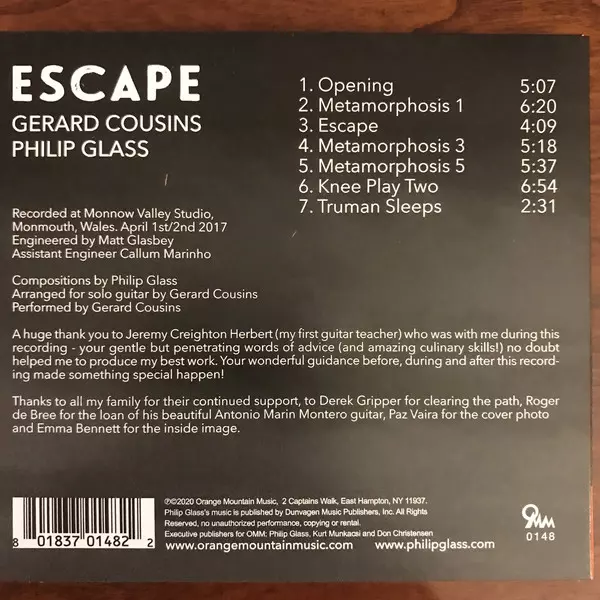 ESCAPE
GERARD COUSINS
PHILIP GLASS
1. Opening 5:07
2. Metamorphosis 1 6:20
3. Escape 4:09
4. Metamorphosis 3 5:18
5. Metamorphosis 5 5:37
6. Knee Play Two 6:54
7. Truman Sleeps 2:31
Recorded at Monnow Valley Studio,
Monmouth, Wales. April 1st/2nd 2017
Engineered by Matt Glasbey
Assistant Engineer Callum Marinho
Compositions by Philip Glass
Arranged for solo guitar by Gerard Cousins
Performed by Gerard Cousins
A huge thank you to Jeremy Creighton Herbert (my first guitar teacher) who was with me during this
recording - your gentle but penetrating words of advice (and amazing culinary skills!) no doubt
helped me to produce my best work. Your wonderful guidance before, during and after this record-
ing made something special happen!
Thanks to all my family for their continued support, to Derek Gripper for clearing the path, Roger
de Bree for the loan of his beautiful Antonio Marin Montero guitar, Paz Vaira for the cover photo
and Emma Bennett for the inside image.
℗©2020 Orange Mountain Music, 2 Captains Walk, East Hampton, NY 11937.
Philip Glass's music is published by Dunvagen Music Publishers, Inc. All Rights
Reserved, no unauthorized performance, copying or rental.
Executive publishers for OMM: Philip Glass, Kurt Munkacsi and Don Christensen
www.orangemountainmusic.com www.philipglass.com
8 01837 01482 2
OMM
0148